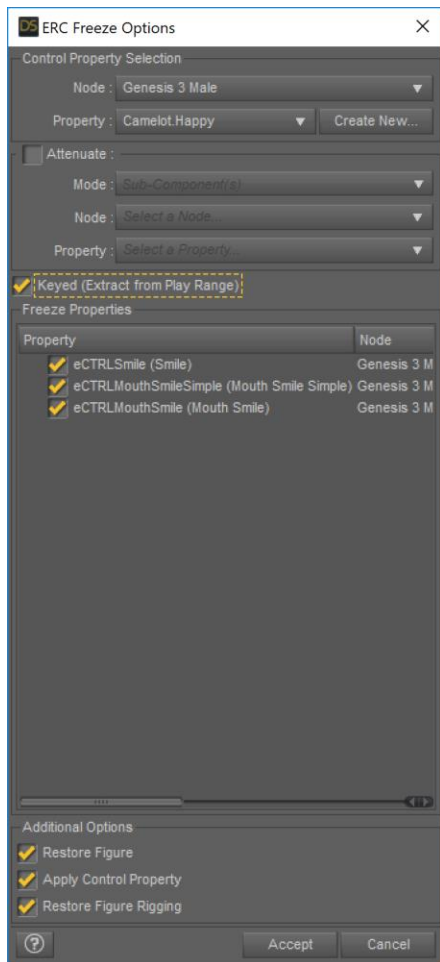 DS ERC Freeze Options
Control Property Selection
Node : Genesis 3 Male
Property : Camelot.Happy Create New...
Attenuate :
Mode : Sub-Component(s)
Node : Select a Node...
Property : Select a Property...
Keyed (Extract from Play Range)
Freeze Properties
Property Node
eCTRLSmile (Smile) Genesis 3 M
eCTRLMouthSmileSimple (Mouth Smile Simple) Genesis 3 M
eCTRLMouthSmile (Mouth Smile) Genesis 3 M
Additional Options
Restore Figure
Apply Control Property
Restore Figure Rigging
? Accept Cancel